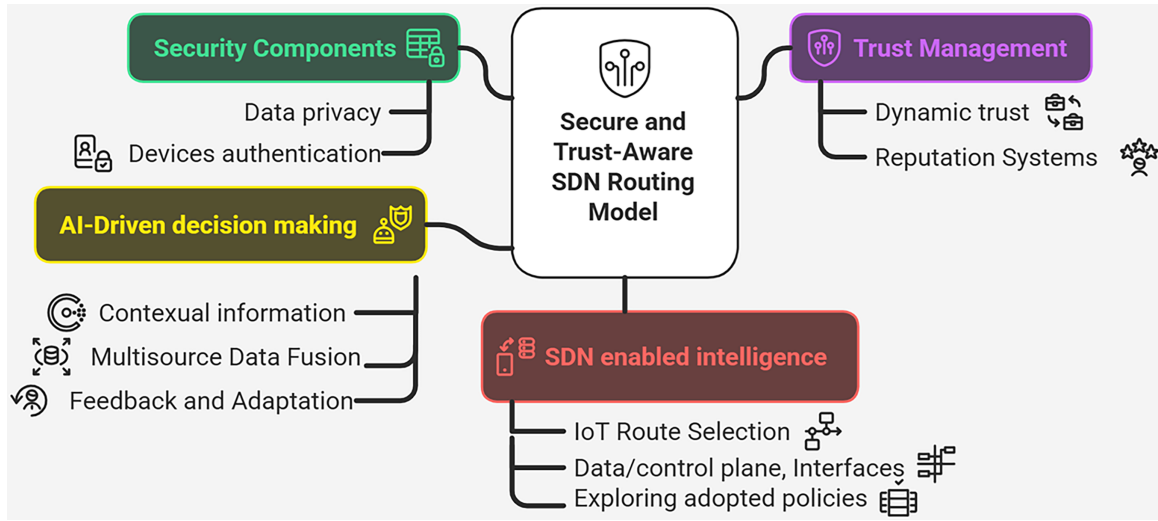 Security Components
Data privacy
Devices authentication
AI-Driven decision making
Contexual information
Multisource Data Fusion
Feedback and Adaptation
Secure and
Trust-Aware
SDN Routing
Model
Trust Management
Dynamic trust
Reputation Systems
SDN enabled intelligence
IoT Route Selection
Data/control plane, Interfaces
Exploring adopted policies